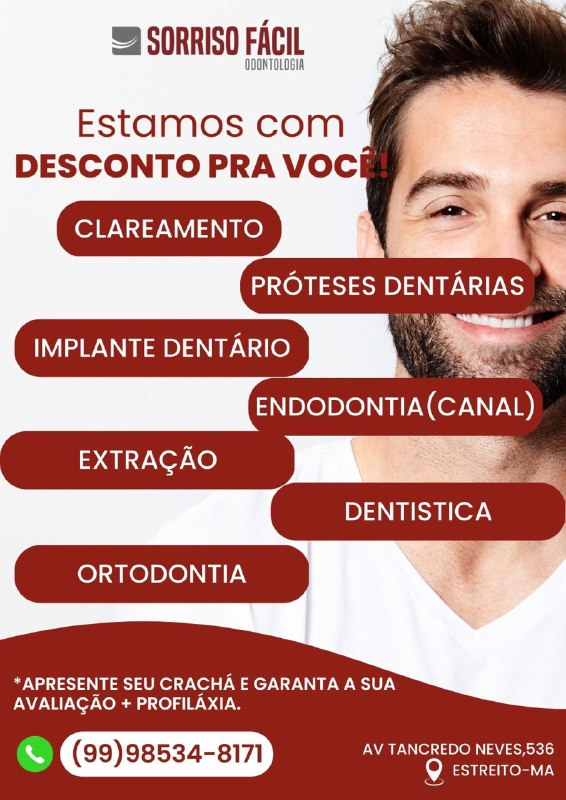 SORRISO FÁCIL
ODONTOLOGIA
Estamos com
DESCONTO PRA VOCÊ!
CLAREAMENTO
PRÓTESES DENTÁRIAS
IMPLANTE DENTÁRIO
ENDODONTIA(CANAL)
EXTRAÇÃO
DENTISTICA
ORTODONTIA
*APRESENTE SEU CRACHÁ E GARANTA A SUA
AVALIAÇÃO + PROFILÁXIA.
(99)98534-8171
AV TANCREDO NEVES,536
ESTREITO-MA